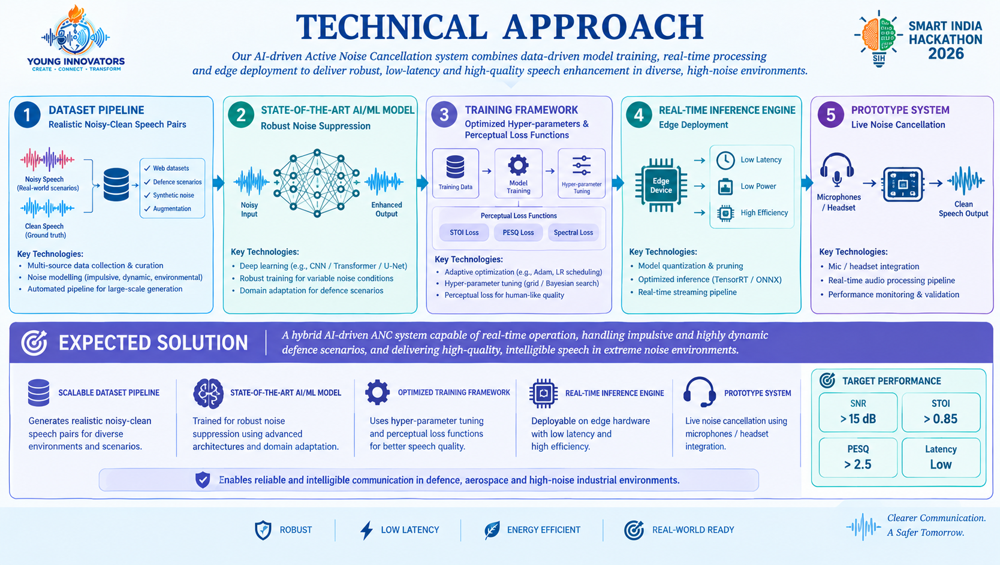 YOUNG INNOVATORS
CREATE • CONNECT • TRANSFORM
TECHNICAL APPROACH
Our AI-driven Active Noise Cancellation system combines data-driven model training, real-time processing
and edge deployment to deliver robust, low-latency and high-quality speech enhancement in diverse, high-noise environments.
SIH
SMART INDIA
HACKATHON
2026
1
DATASET PIPELINE
Realistic Noisy-Clean Speech Pairs
Noisy Speech
(Real-world scenarios)
Clean Speech
(Ground truth)
✓ Web datasets
✓ Defence scenarios
✓ Synthetic noise
✓ Augmentation
Key Technologies:
• Multi-source data collection & curation
• Noise modelling (impulsive, dynamic, environmental)
• Automated pipeline for large-scale generation
2
STATE-OF-THE-ART AI/ML MODEL
Robust Noise Suppression
Noisy
Input
Enhanced
Output
Key Technologies:
• Deep learning (e.g., CNN / Transformer / U-Net)
• Robust training for variable noise conditions
• Domain adaptation for defence scenarios
3
TRAINING FRAMEWORK
Optimized Hyper-parameters &
Perceptual Loss Functions
Training Data
Model
Training
Hyper-parameter
Tuning
Perceptual Loss Functions
STOI Loss
PESQ Loss
Spectral Loss
Key Technologies:
• Adaptive optimization (e.g., Adam, LR scheduling)
• Hyper-parameter tuning (grid / Bayesian search)
• Perceptual loss for human-like quality
4
REAL-TIME INFERENCE ENGINE
Edge Deployment
Edge
Device
Low Latency
Low Power
High Efficiency
Key Technologies:
• Model quantization & pruning
• Optimized inference (TensorRT / ONNX)
• Real-time streaming pipeline
5
PROTOTYPE SYSTEM
Live Noise Cancellation
Microphones
/ Headset
Clean
Speech Output
Key Technologies:
• Mic / headset integration
• Real-time audio processing pipeline
• Performance monitoring & validation
EXPECTED SOLUTION
A hybrid AI-driven ANC system capable of real-time operation, handling impulsive and highly dynamic
defence scenarios, and delivering high-quality, intelligible speech in extreme noise environments.
SCALABLE DATASET PIPELINE
Generates realistic noisy-clean
speech pairs for diverse
environments and scenarios.
STATE-OF-THE-ART AI/ML MODEL
Trained for robust noise
suppression using advanced
architectures and domain adaptation.
OPTIMIZED TRAINING FRAMEWORK
Uses hyper-parameter tuning
and perceptual loss functions
for better speech quality.
REAL-TIME INFERENCE ENGINE
Deployable on edge hardware
with low latency and
high efficiency.
PROTOTYPE SYSTEM
Live noise cancellation using
microphones / headset
integration.
TARGET PERFORMANCE
SNR
> 15 dB
STOI
> 0.85
PESQ
> 2.5
Latency
Low
Enables reliable and intelligible communication in defence, aerospace and high-noise industrial environments.
ROBUST
LOW LATENCY
ENERGY EFFICIENT
REAL-WORLD READY
Clearer Communication.
A Safer Tomorrow.